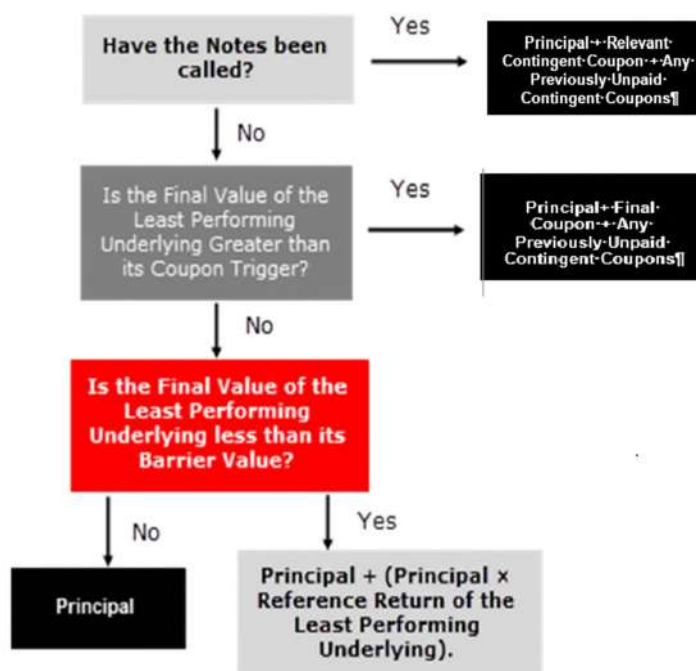 Have the Notes been
called?
Yes
Principal·+·Relevant·
Contingent·Coupon·+·Any·
Previously·Unpaid·
Contingent·Coupons¶
No
Is the Final Value of the
Least Performing
Underlying Greater than
its Coupon Trigger?
Yes
Principal+·Final·
Coupon·+·Any·
Previously·Unpaid·
Contingent·Coupons¶
No
Is the Final Value of the
Least Performing
Underlying less than its
Barrier Value?
No
Yes
Principal
Principal + (Principal ×
Reference Return of the
Least Performing
Underlying).